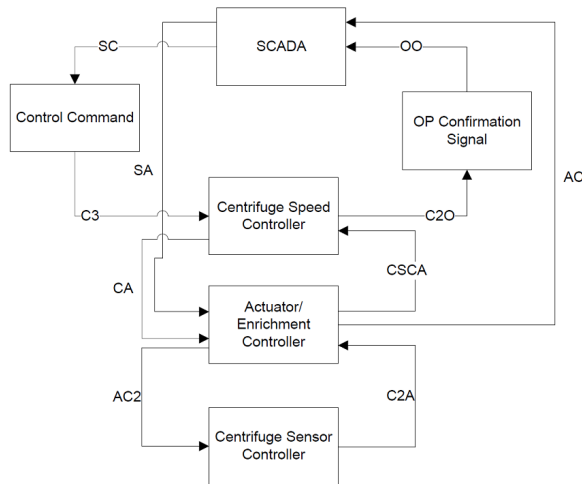 SC
SCADA
OO
Control Command
OP Confirmation
Signal
SA
AC
C3
Centrifuge Speed
Controller
C2O
CSCA
CA
Actuator/
Enrichment
Controller
AC2
C2A
Centrifuge Sensor
Controller